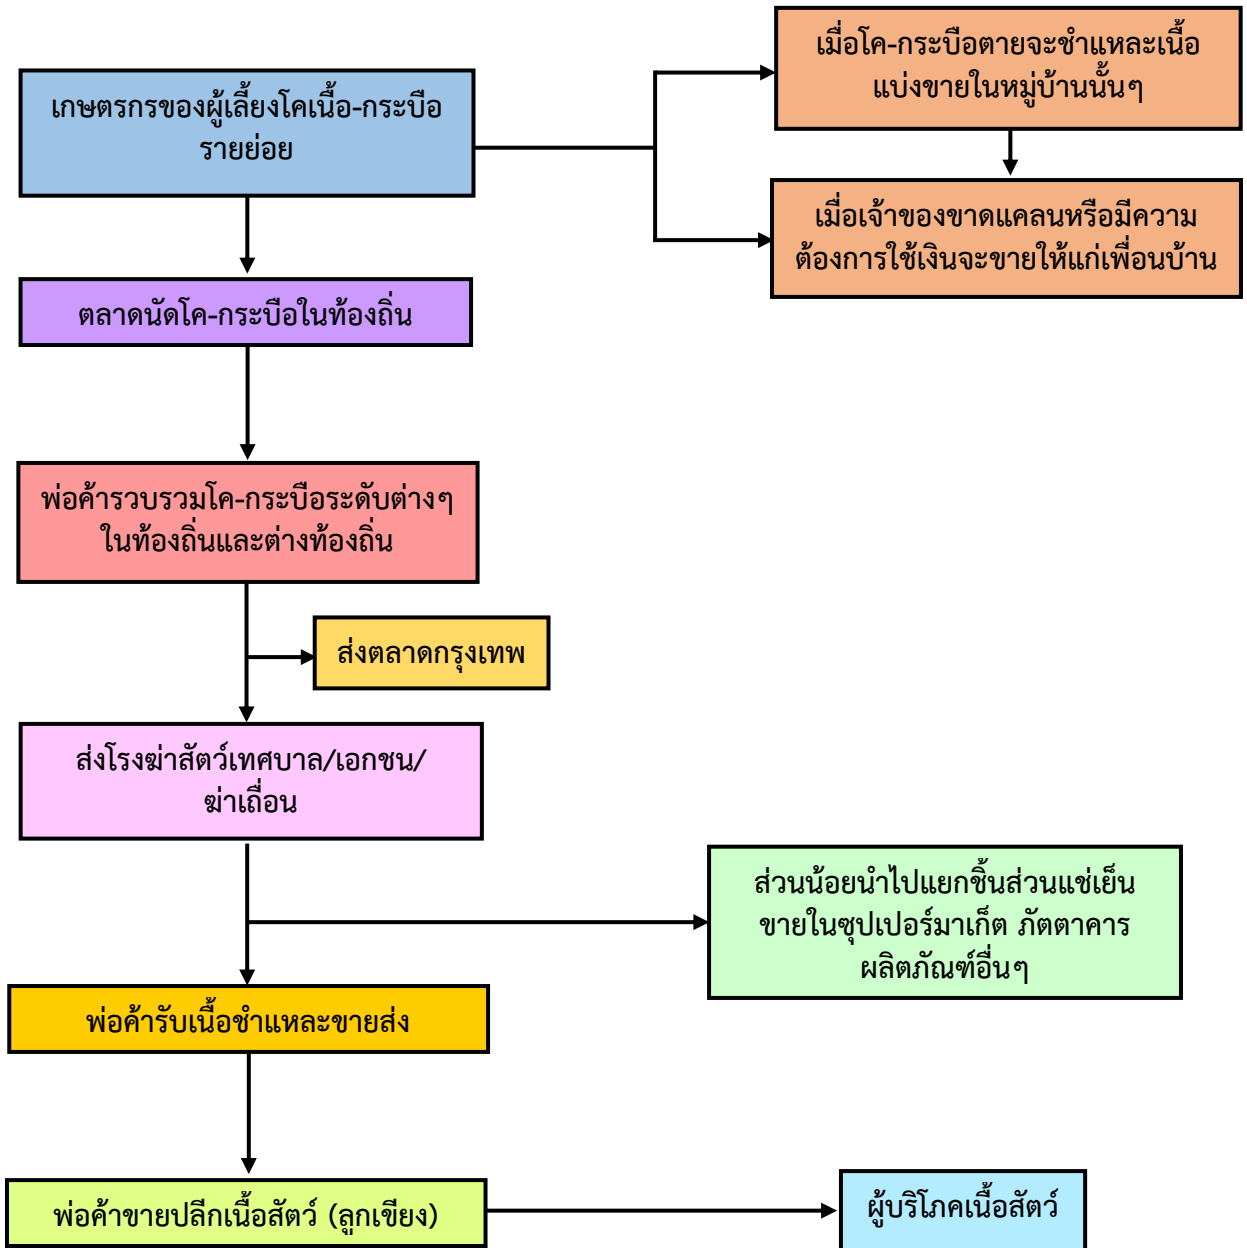 เมื่อโค-กระบือตายจะชำแหละเนื้อ
แบ่งขายในหมู่บ้านนั้นๆ
เกษตรกรของผู้เลี้ยงโคเนื้อ-กระบือ
รายย่อย
เมื่อเจ้าของขาดแคลนหรือมีความ
ต้องการใช้เงินจะขายให้แก่เพื่อนบ้าน
ตลาดนัดโค-กระบือในท้องถิ่น
พ่อค้ารวบรวมโค-กระบือระดับต่างๆ
ในท้องถิ่นและต่างท้องถิ่น
ส่งตลาดกรุงเทพ
ส่งโรงฆ่าสัตว์เทศบาล/เอกชน/
ฆ่าเถื่อน
ส่วนน้อยนำไปแยกชิ้นส่วนแช่เย็น
ขายในซุปเปอร์มาเก็ต ภัตตาคาร
ผลิตภัณฑ์อื่นๆ
พ่อค้ารับเนื้อชำแหละขายส่ง
พ่อค้าขายปลีกเนื้อสัตว์ (ลูกเขียง)
ผู้บริโภคเนื้อสัตว์